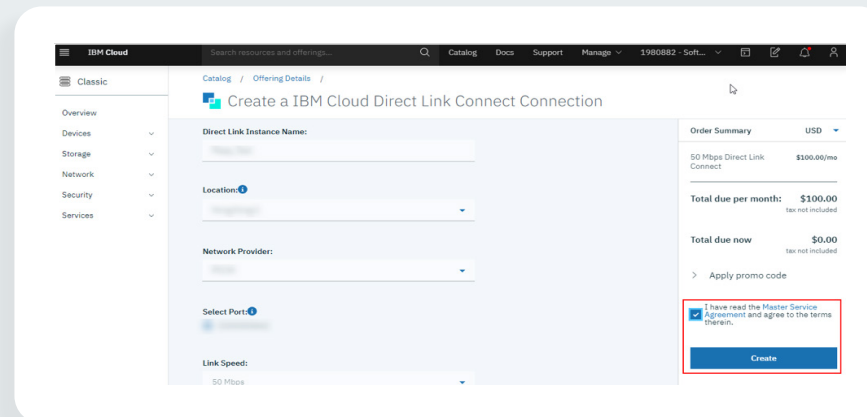 IBM Cloud
Search resources and offerings...
Catalog
Docs
Support
Manage
1980882 - Soft...
Classic
Overview
Devices
Storage
Network
Security
Services
Catalog / Offering Details /
Create a IBM Cloud Direct Link Connect Connection
Direct Link Instance Name:
Location:
Network Provider:
Select Port:
Link Speed:
50 Mbps
Order Summary
USD
50 Mbps Direct Link $100.00/mo
Connect
Total due per month: $100.00
tax not included
Total due now $0.00
tax not included
> Apply promo code
I have read the Master Service
Agreement and agree to the terms
therein.
Create